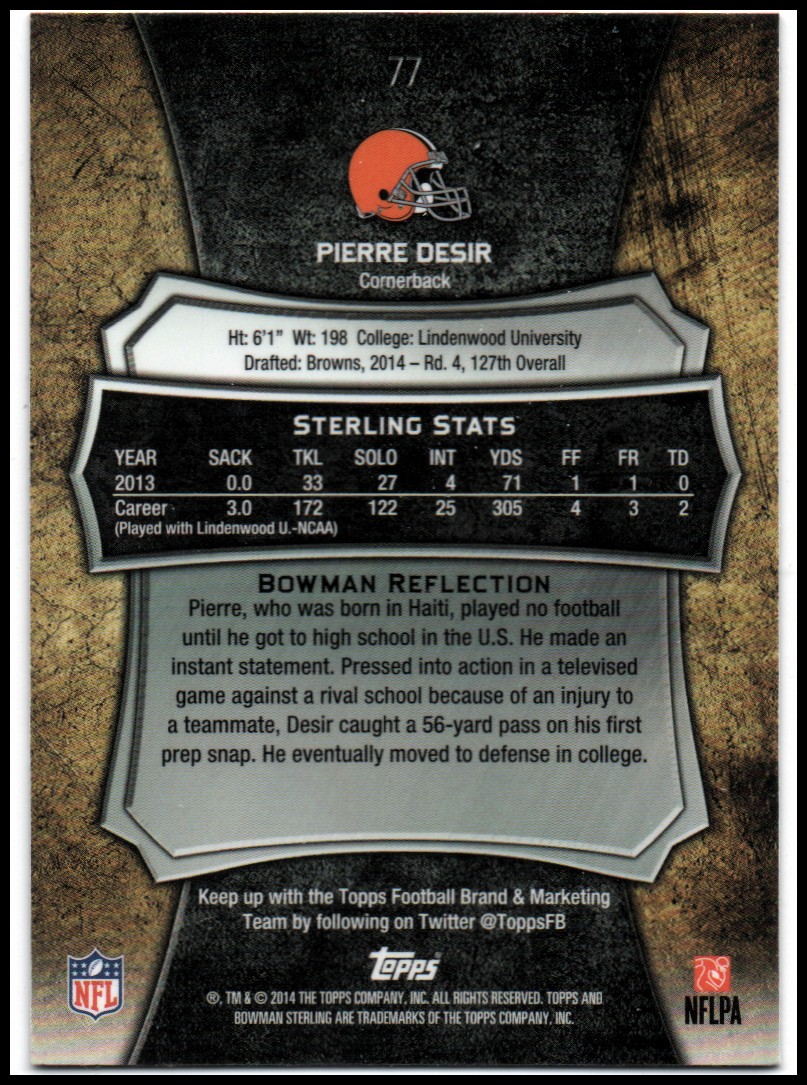 77
PIERRE DESIR
Cornerback
Ht: 6'1" Wt: 198 College: Lindenwood University
Drafted: Browns, 2014 – Rd. 4, 127th Overall
STERLING STATS
YEAR SACK TKL SOLO INT YDS FF FR TD
2013 0.0 33 27 4 71 1 1 0
Career 3.0 172 122 25 305 4 3 2
(Played with Lindenwood U.-NCAA)
BOWMAN REFLECTION
Pierre, who was born in Haiti, played no football
until he got to high school in the U.S. He made an
instant statement. Pressed into action in a televised
game against a rival school because of an injury to
a teammate, Desir caught a 56-yard pass on his first
prep snap. He eventually moved to defense in college.
Keep up with the Topps Football Brand & Marketing
Team by following on Twitter @ToppsFB
topps
NFL
NFLPA
®, TM & © 2014 THE TOPPS COMPANY, INC. ALL RIGHTS RESERVED. TOPPS AND
BOWMAN STERLING ARE TRADEMARKS OF THE TOPPS COMPANY, INC.